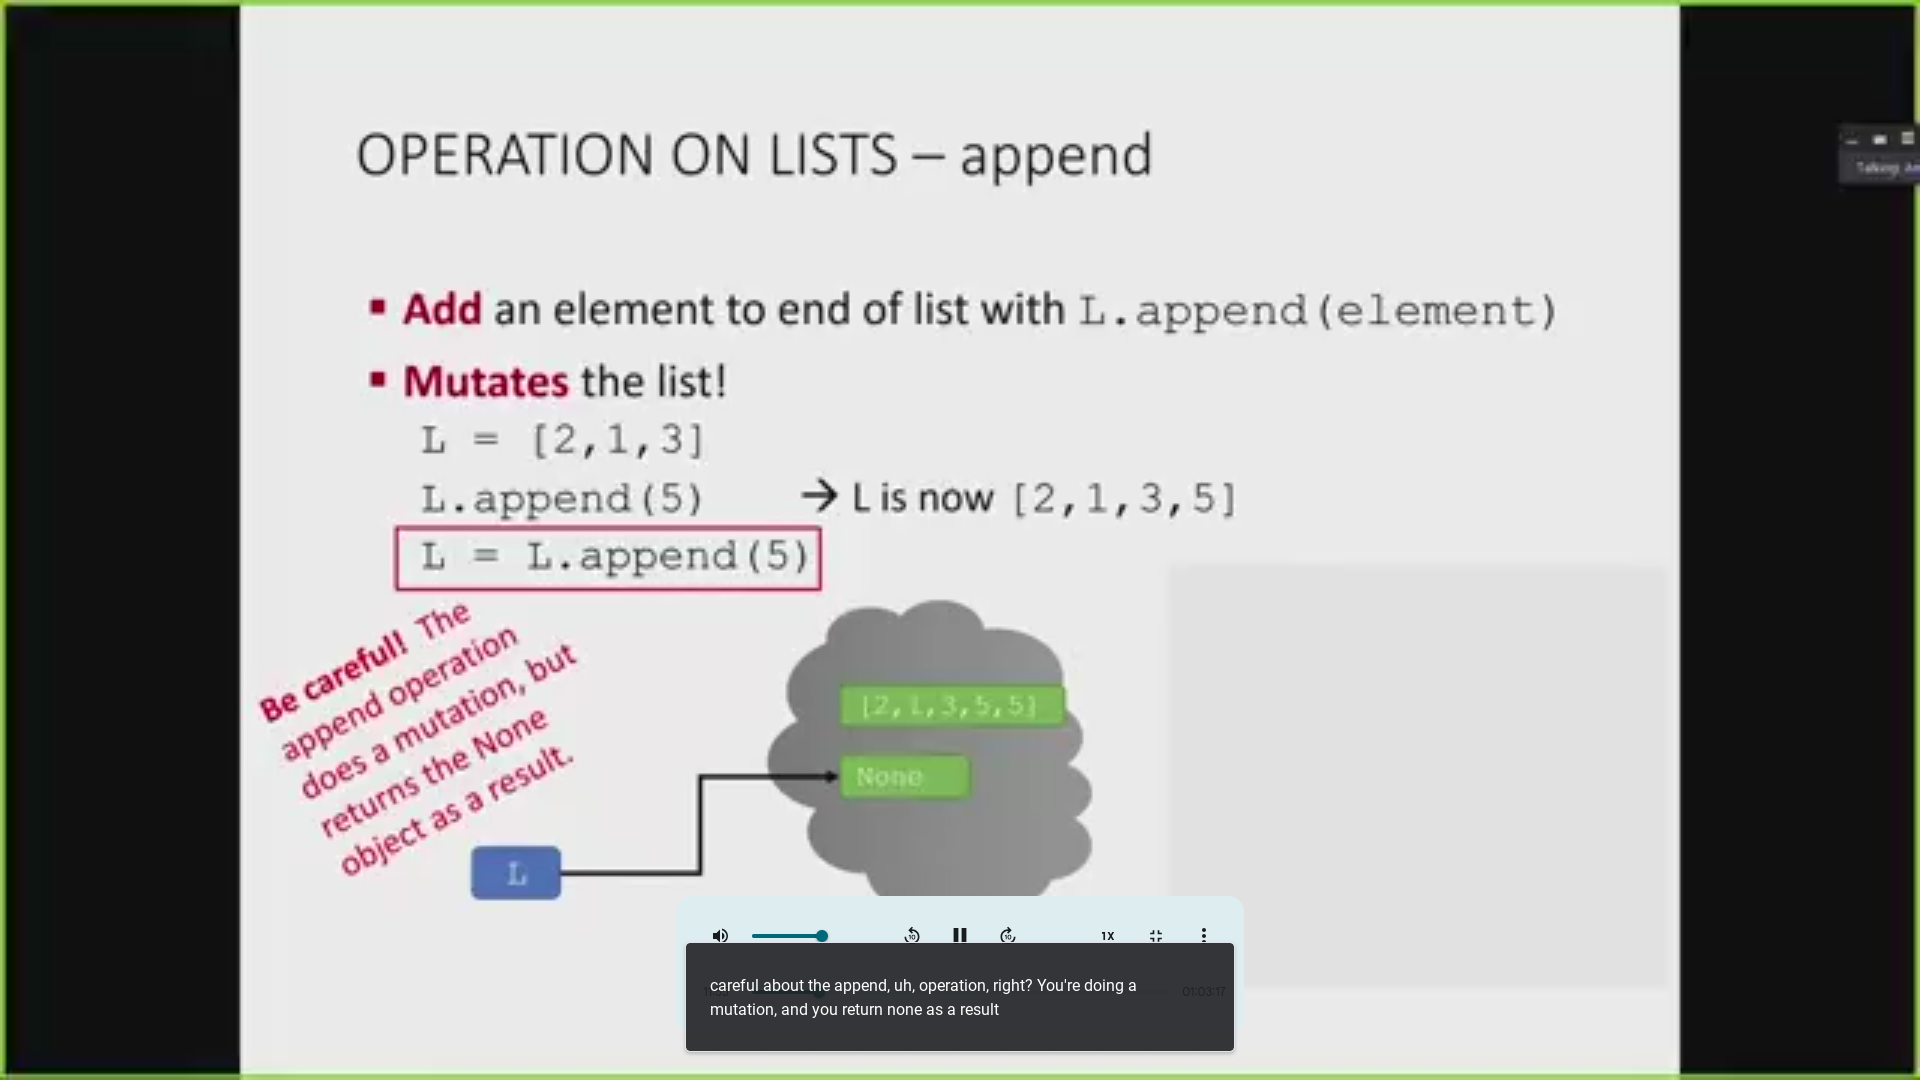 OPERATION ON LISTS – append
▪ Add an element to end of list with L.append(element)
▪ Mutates the list!
L = [2,1,3]
L.append(5) → L is now [2,1,3,5]
L = L.append(5)
Be careful! The
append operation
does a mutation, but
returns the None
object as a result.
[2,1,3,5,5]
None
L
10
10
1X
careful about the append, uh, operation, right? You're doing a
mutation, and you return none as a result
01:03:17
Talking: